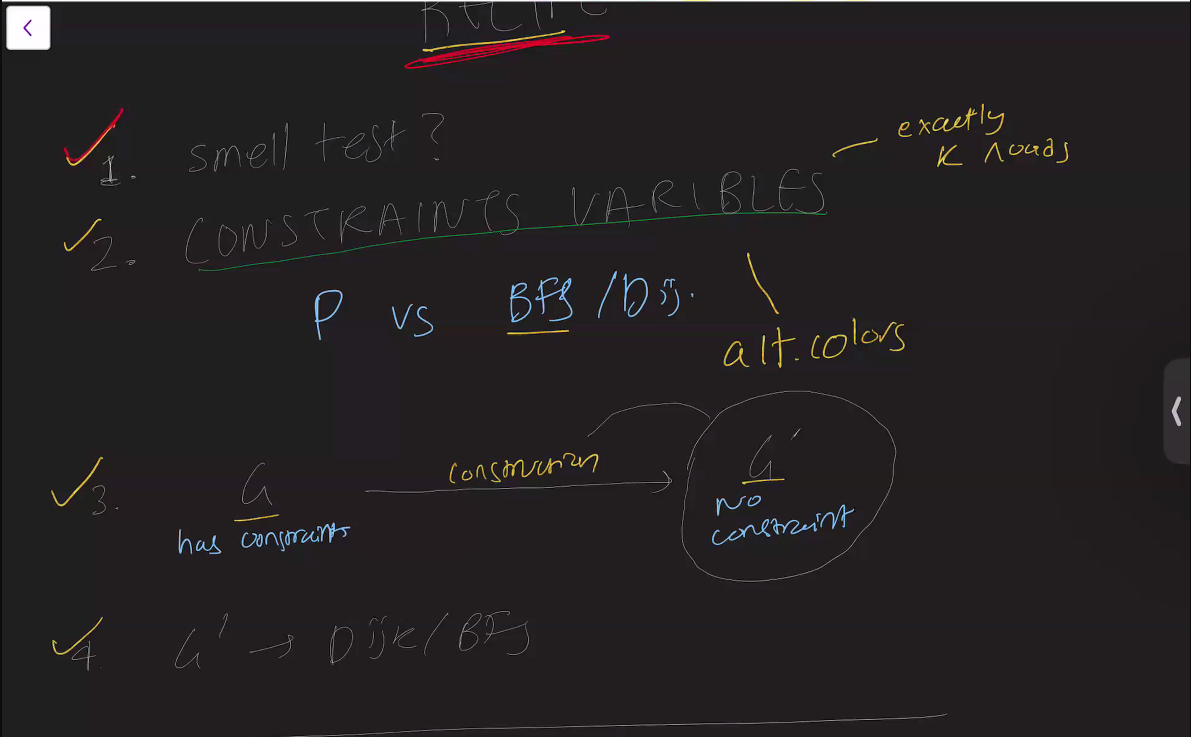 1. smell test?
exactly
K roads
2. CONSTRAINTS VARIBLES
P vs BFS / Dij.
alt. colors
3. G construction G'
has constraints
no
constraint
4. G' → Dijk / BFS